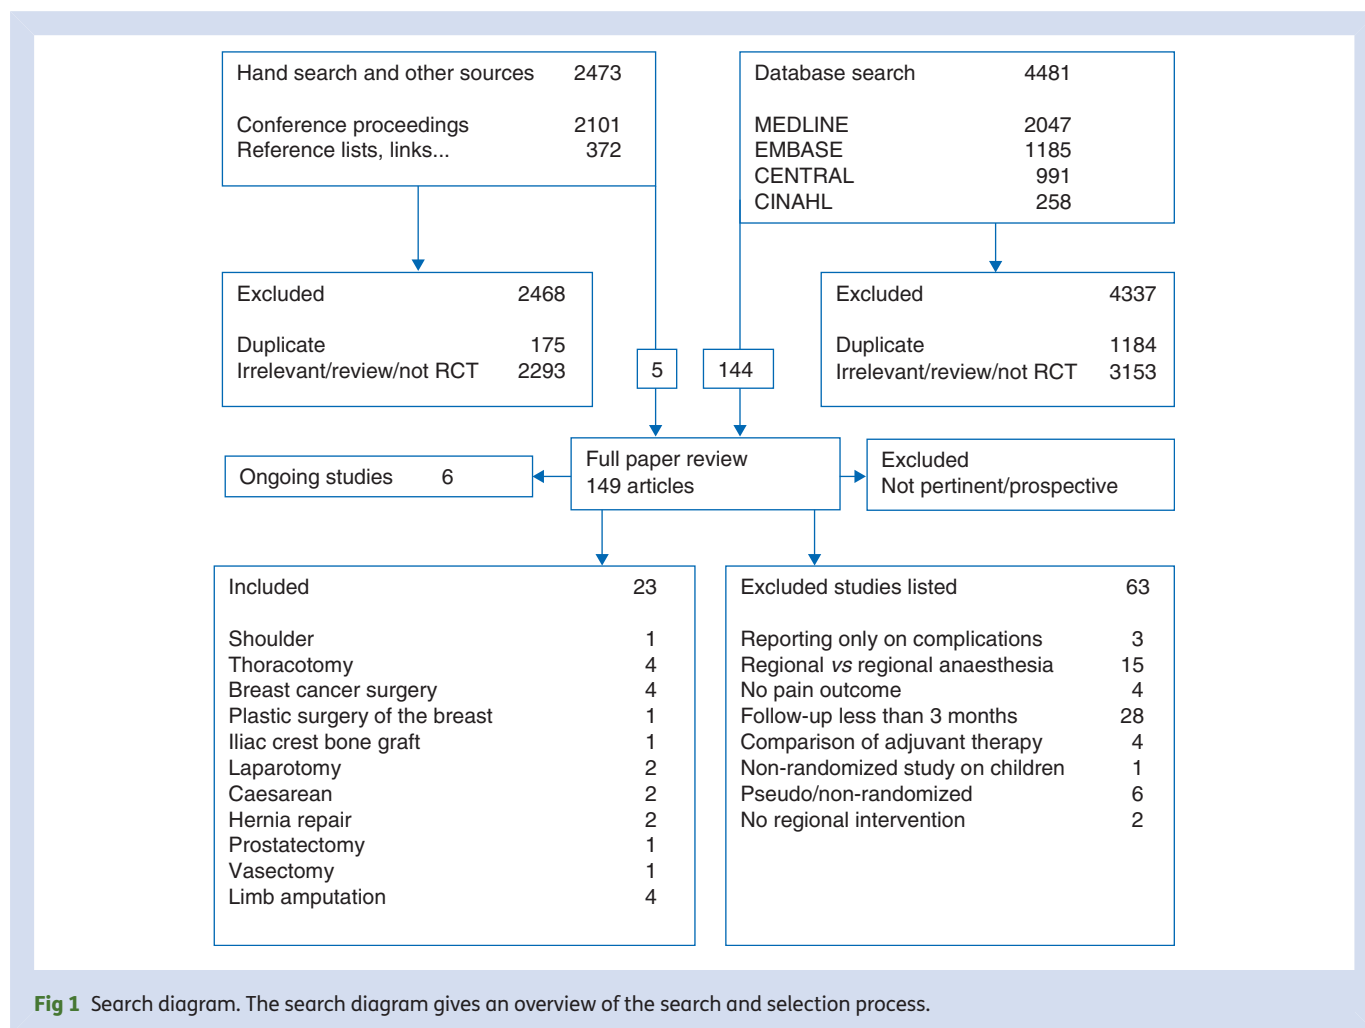 Hand search and other sources 2473
Conference proceedings 2101
Reference lists, links... 372
Database search 4481
MEDLINE 2047
EMBASE 1185
CENTRAL 991
CINAHL 258
Excluded 2468
Duplicate 175
Irrelevant/review/not RCT 2293
5
144
Excluded 4337
Duplicate 1184
Irrelevant/review/not RCT 3153
Ongoing studies 6
Full paper review
149 articles
Excluded
Not pertinent/prospective
Included 23
Shoulder 1
Thoracotomy 4
Breast cancer surgery 4
Plastic surgery of the breast 1
Iliac crest bone graft 1
Laparotomy 2
Caesarean 2
Hernia repair 2
Prostatectomy 1
Vasectomy 1
Limb amputation 4
Excluded studies listed 63
Reporting only on complications 3
Regional vs regional anaesthesia 15
No pain outcome 4
Follow-up less than 3 months 28
Comparison of adjuvant therapy 4
Non-randomized study on children 1
Pseudo/non-randomized 6
No regional intervention 2
Fig 1 Search diagram. The search diagram gives an overview of the search and selection process.